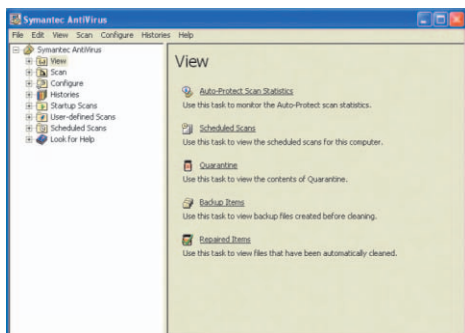 Symantec AntiVirus
File Edit View Scan Configure Histories Help
Symantec AntiVirus
View
Scan
Configure
Histories
Startup Scans
User-defined Scans
Scheduled Scans
Look for Help
View
Auto-Protect Scan Statistics
Use this task to monitor the Auto-Protect scan statistics.
Scheduled Scans
Use this task to view the scheduled scans for this computer.
Quarantine
Use this task to view the contents of Quarantine.
Backup Items
Use this task to view backup files created before cleaning.
Repaired Items
Use this task to view files that have been automatically cleaned.